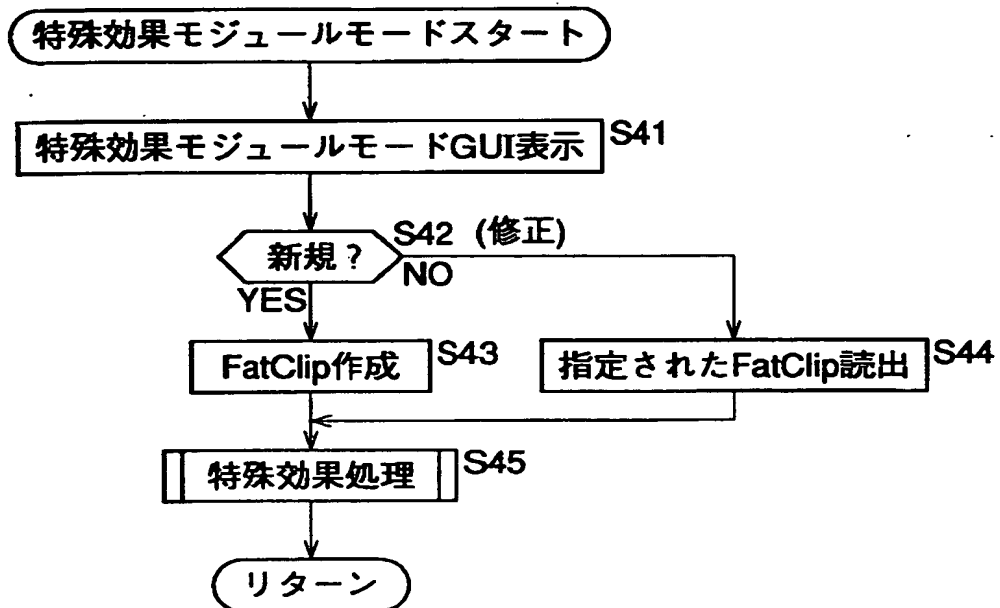 特殊効果モジュールモードスタート
特殊効果モジュールモードGUI表示 S41
新規? S42 (修正)
NO
YES
FatClip作成 S43
指定されたFatClip読出 S44
特殊効果処理 S45
リターン